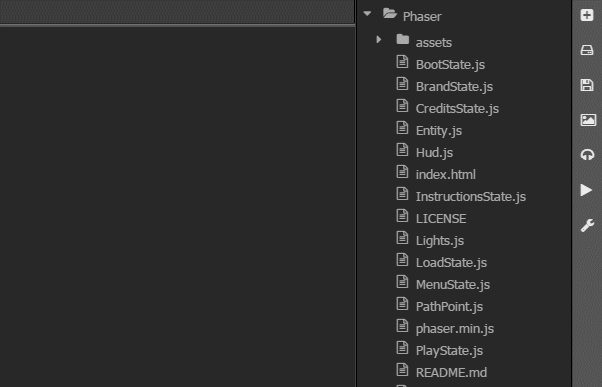 Phaser
assets
BootState.js
BrandState.js
CreditsState.js
Entity.js
Hud.js
index.html
InstructionsState.js
LICENSE
Lights.js
LoadState.js
MenuState.js
PathPoint.js
phaser.min.js
PlayState.js
README.md